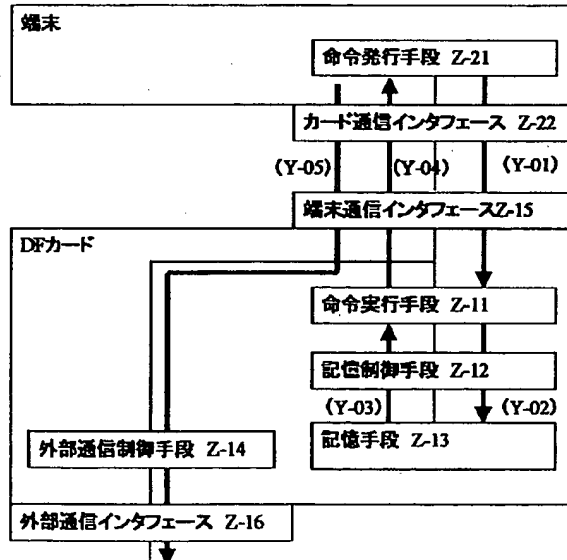 端末
命令発行手段 Z-21
カード通信インタフェース Z-22
(Y-05) (Y-04) (Y-01)
端末通信インタフェースZ-15
DFカード
命令実行手段 Z-11
記憶制御手段 Z-12
(Y-03) (Y-02)
外部通信制御手段 Z-14
記憶手段 Z-13
外部通信インタフェース Z-16